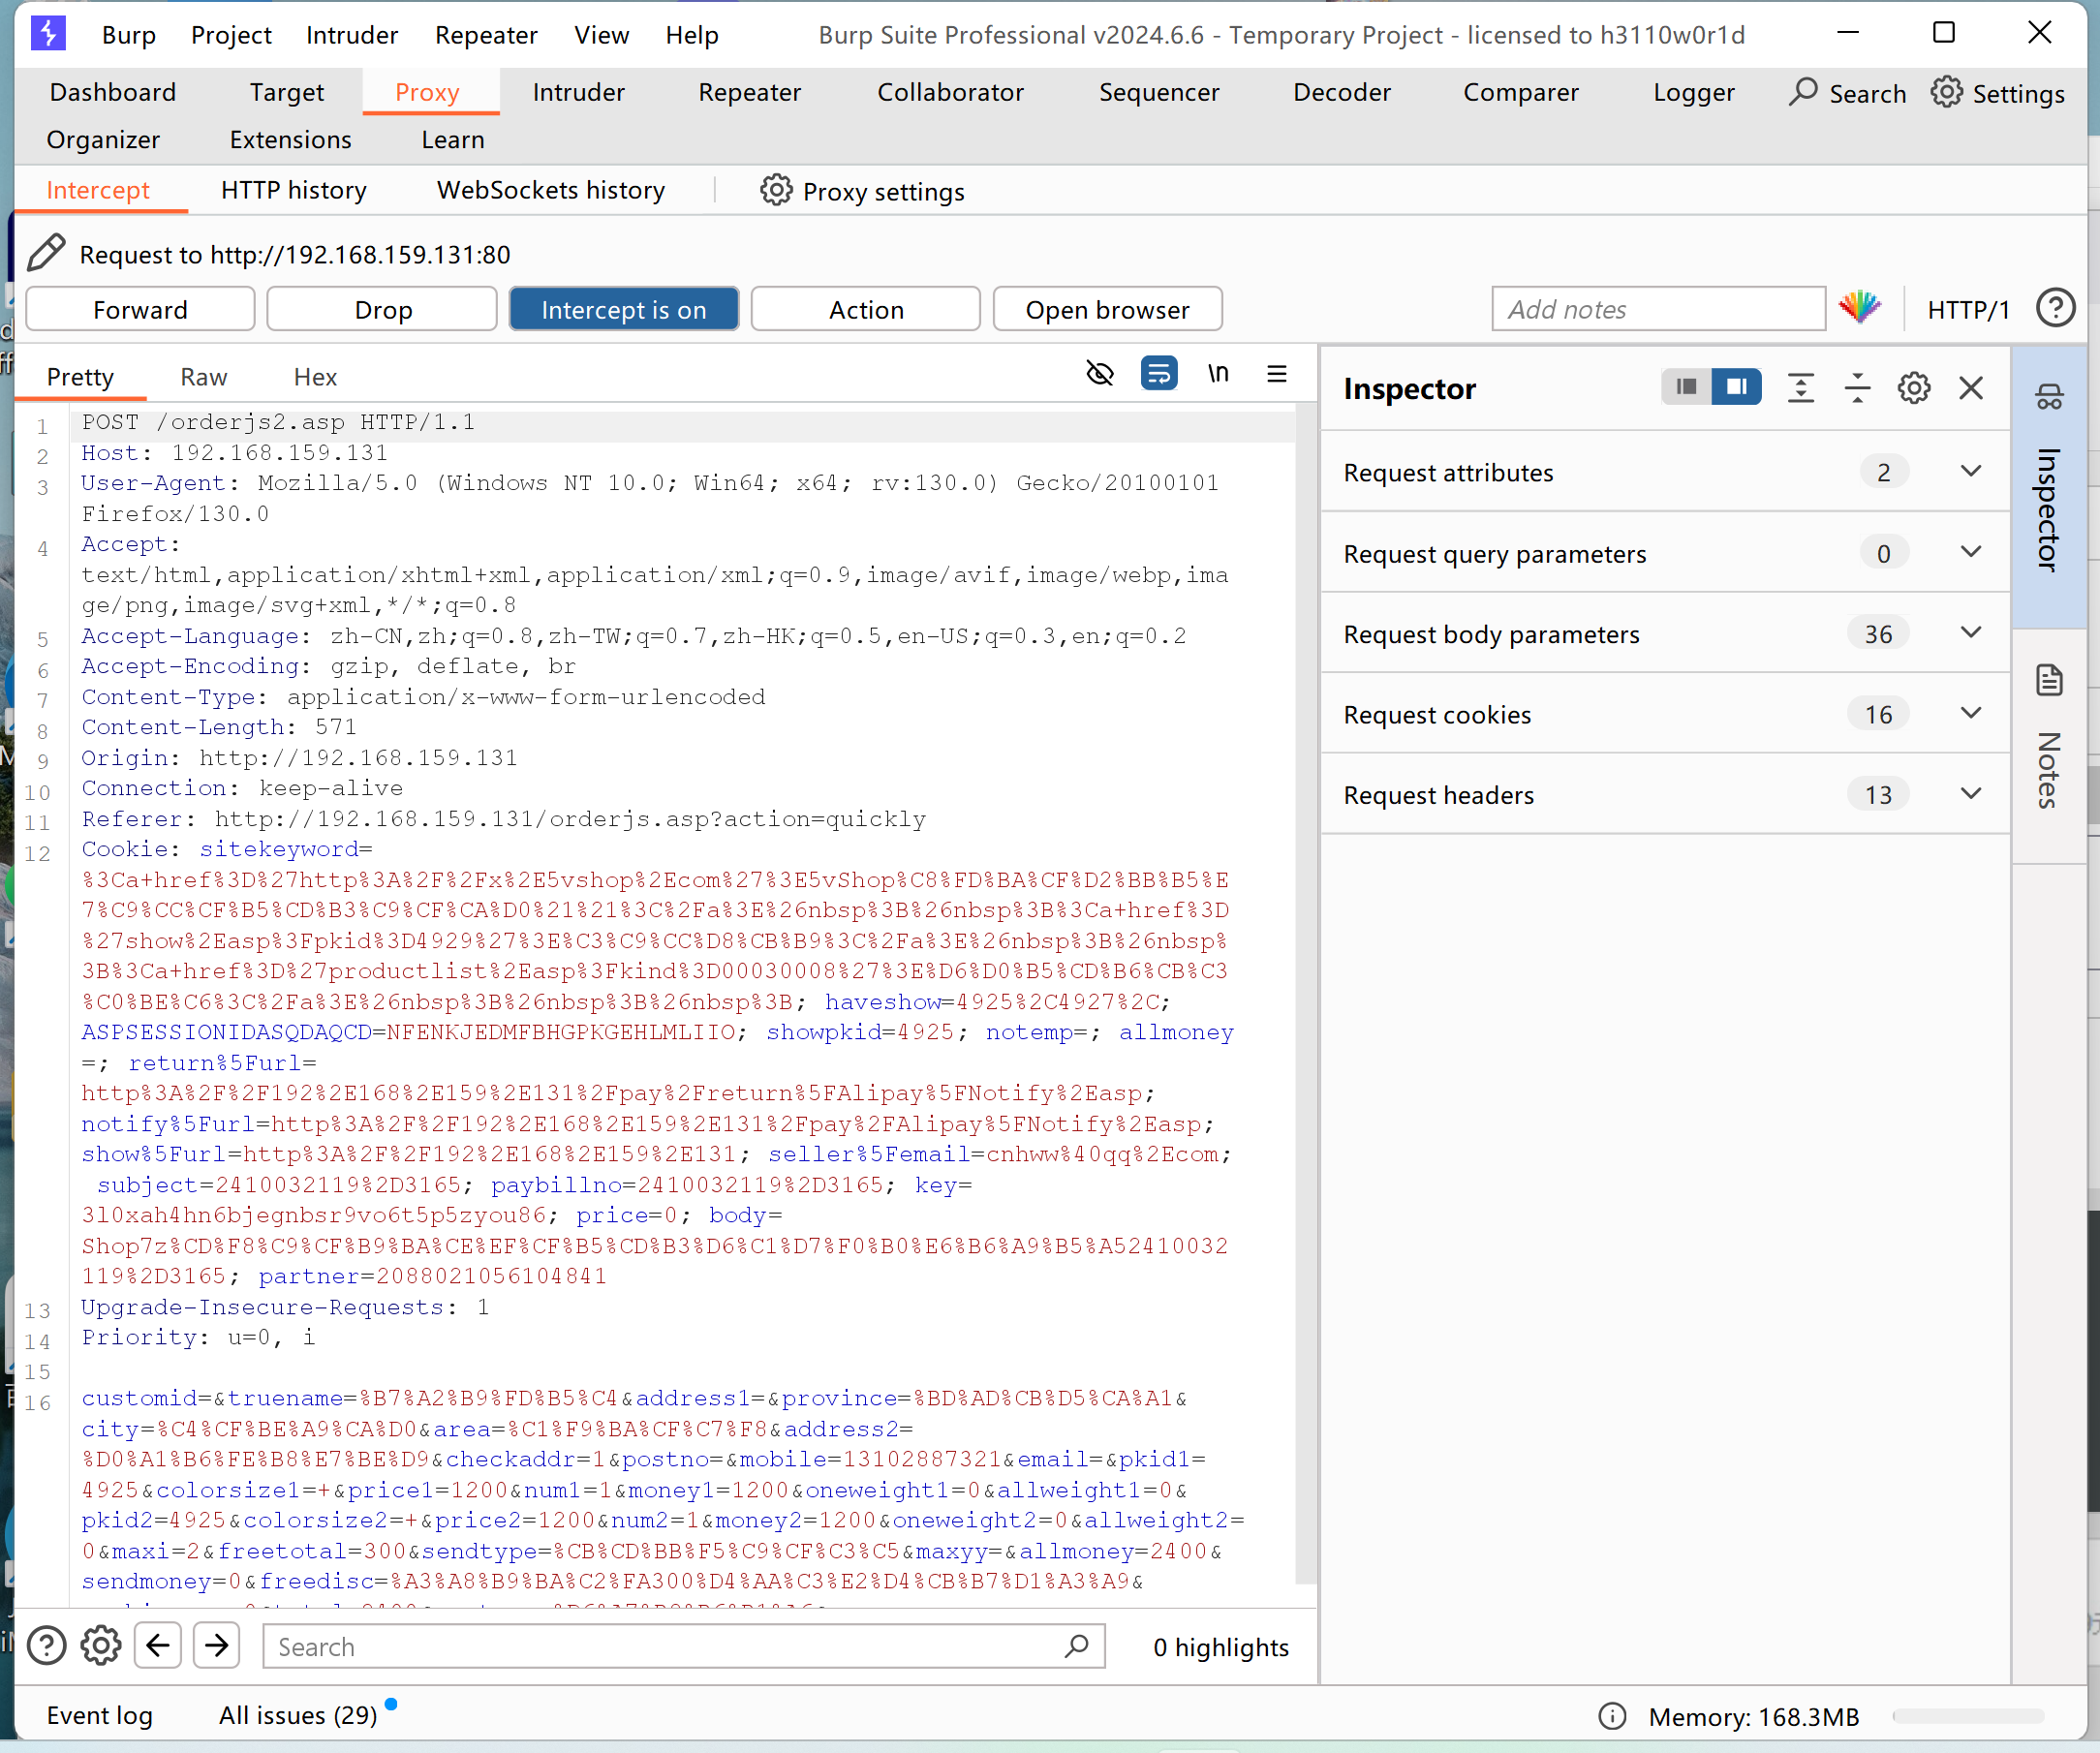 Burp Project Intruder Repeater View Help Burp Suite Professional v2024.6.6 - Temporary Project - licensed to h3110w0r1d
Dashboard Target Proxy Intruder Repeater Collaborator Sequencer Decoder Comparer Logger Search Settings
Organizer Extensions Learn
Intercept HTTP history WebSockets history Proxy settings
Request to http://192.168.159.131:80
Forward Drop Intercept is on Action Open browser Add notes HTTP/1
Pretty Raw Hex \n
1 POST /orderjs2.asp HTTP/1.1
2 Host: 192.168.159.131
3 User-Agent: Mozilla/5.0 (Windows NT 10.0; Win64; x64; rv:130.0) Gecko/20100101
Firefox/130.0
4 Accept:
text/html,application/xhtml+xml,application/xml;q=0.9,image/avif,image/webp,ima
ge/png,image/svg+xml,*/*;q=0.8
5 Accept-Language: zh-CN,zh;q=0.8,zh-TW;q=0.7,zh-HK;q=0.5,en-US;q=0.3,en;q=0.2
6 Accept-Encoding: gzip, deflate, br
7 Content-Type: application/x-www-form-urlencoded
8 Content-Length: 571
9 Origin: http://192.168.159.131
10 Connection: keep-alive
11 Referer: http://192.168.159.131/orderjs.asp?action=quickly
12 Cookie: sitekeyword=
%3Ca+href%3D%27http%3A%2F%2Fx%2E5vshop%2Ecom%27%3E5vShop%C8%FD%BA%CF%D2%BB%B5%E
7%C9%CC%CF%B5%CD%B3%C9%CF%CA%D0%21%21%3C%2Fa%3E%26nbsp%3B%26nbsp%3B%3Ca+href%3D
%27show%2Easp%3Fpkid%3D4929%27%3E%C3%C9%CC%D8%CB%B9%3C%2Fa%3E%26nbsp%3B%26nbsp%
3B%3Ca+href%3D%27productlist%2Easp%3Fkind%3D00030008%27%3E%D6%D0%B5%CD%B6%CB%C3
%C0%BE%C6%3C%2Fa%3E%26nbsp%3B%26nbsp%3B%26nbsp%3B; haveshow=4925%2C4927%2C;
ASPSESSIONIDASQDAQCD=NFENKJEDMFBHGPKGEHLMLIIO; showpkid=4925; notemp=; allmoney
=; return%5Furl=
http%3A%2F%2F192%2E168%2E159%2E131%2Fpay%2Freturn%5FAlipay%5FNotify%2Easp;
notify%5Furl=http%3A%2F%2F192%2E168%2E159%2E131%2Fpay%2FAlipay%5FNotify%2Easp;
show%5Furl=http%3A%2F%2F192%2E168%2E159%2E131; seller%5Femail=cnhww%40qq%2Ecom;
subject=2410032119%2D3165; paybillno=2410032119%2D3165; key=
3l0xah4hn6bjegnbsr9vo6t5p5zyou86; price=0; body=
Shop7z%CD%F8%C9%CF%B9%BA%CE%EF%CF%B5%CD%B3%D6%C1%D7%F0%B0%E6%B6%A9%B5%A52410032
119%2D3165; partner=2088021056104841
13 Upgrade-Insecure-Requests: 1
14 Priority: u=0, i
15
16 customid=&truename=%B7%A2%B9%FD%B5%C4&address1=&province=%BD%AD%CB%D5%CA%A1&
city=%C4%CF%BE%A9%CA%D0&area=%C1%F9%BA%CF%C7%F8&address2=
%D0%A1%B6%FE%B8%E7%BE%D9&checkaddr=1&postno=&mobile=13102887321&email=&pkid1=
4925&colorsize1=+&price1=1200&num1=1&money1=1200&oneweight1=0&allweight1=0&
pkid2=4925&colorsize2=+&price2=1200&num2=1&money2=1200&oneweight2=0&allweight2=
0&maxi=2&freetotal=300&sendtype=%CB%CD%BB%F5%C9%CF%C3%C5&maxyy=&allmoney=2400&
sendmoney=0&freedisc=%A3%A8%B9%BA%C2%FA300%D4%AA%C3%E2%D4%CB%B7%D1%A3%A9&
Search 0 highlights
Event log All issues (29) Memory: 168.3MB
Inspector
Request attributes 2
Request query parameters 0
Request body parameters 36
Request cookies 16
Request headers 13
Inspector
Notes